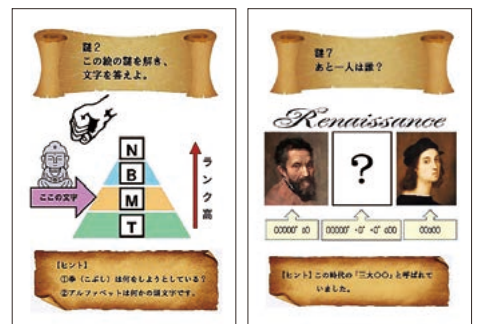 謎2
この絵の謎を解き、
文字を答えよ。
N
B
M
T
ここの文字
ランク高
【ヒント】
①拳（こぶし）は何をしようとしている？
②アルファベットは何かの頭文字です。
謎7
あと一人は誰？
Renaissance
?
【ヒント】この時代の「三大〇〇」と呼ばれて
いました。